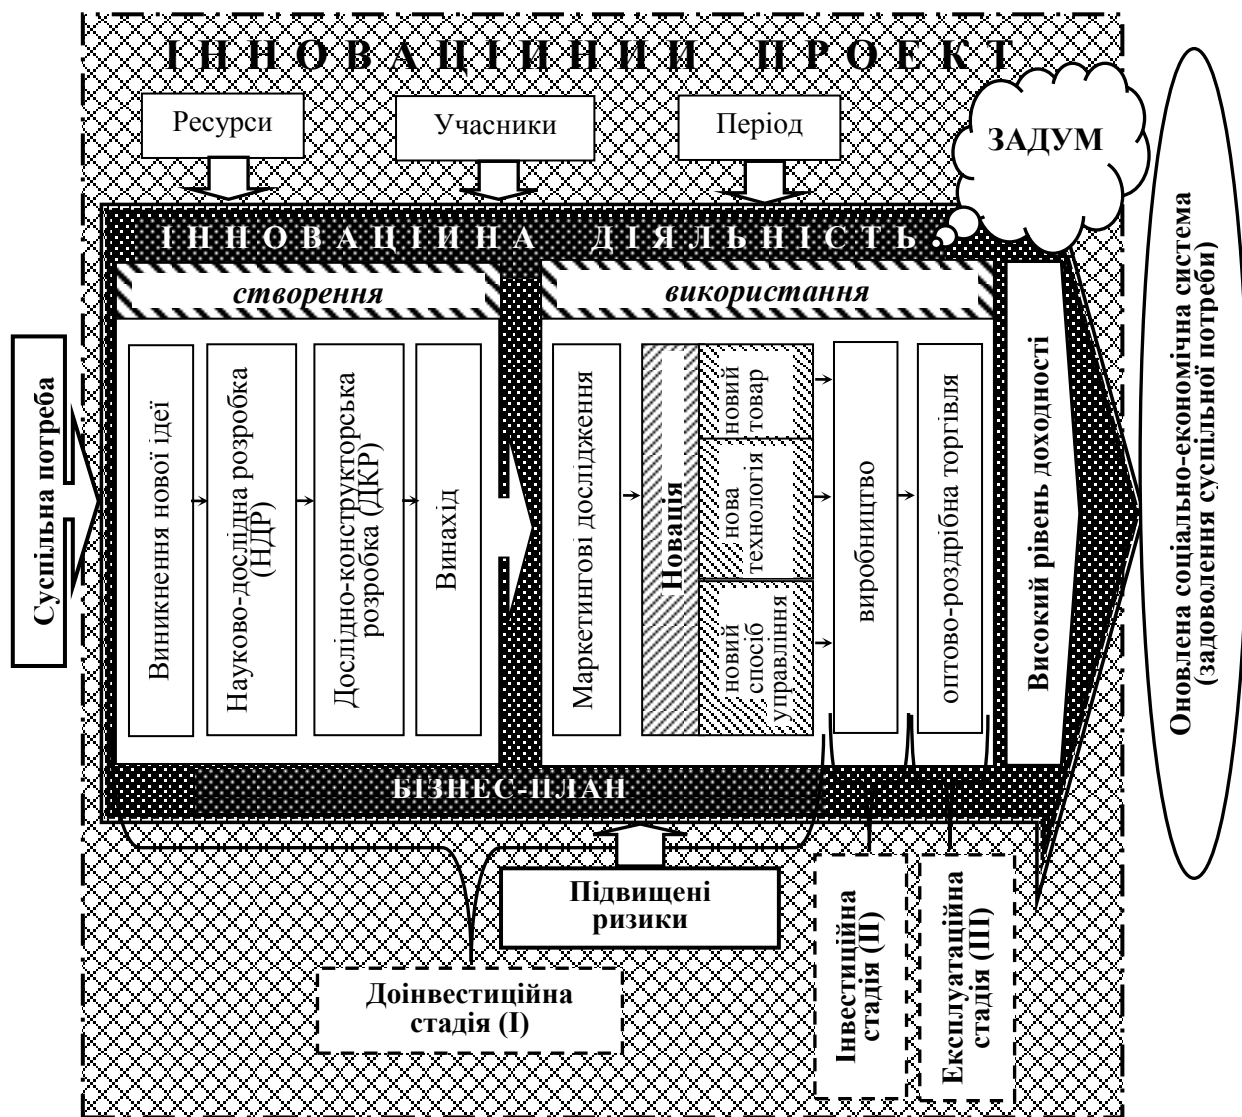 ІННОВАЦІЙНИЙ ПРОЕКТ
Ресурси
Учасники
Період
ЗАДУМ
ІННОВАЦІЙНА ДІЯЛЬНІСТЬ
створення
використання
Суспільна потреба
Виникнення нової ідеї
Науково-дослідна розробка
(НДР)
Дослідно-конструкторська
розробка (ДКР)
Винахід
Маркетингові дослідження
Новація
новий
товар
нова
технологія
новий
спосіб
управління
виробництво
оптово-роздрібна торгівля
Високий рівень доходності
Оновлена соціально-економічна система
(задоволення суспільної потреби)
БІЗНЕС-ПЛАН
Підвищені
ризики
Доінвестиційна
стадія (І)
Інвестиційна
стадія (ІІ)
Експлуатаційна
стадія (ІІІ)